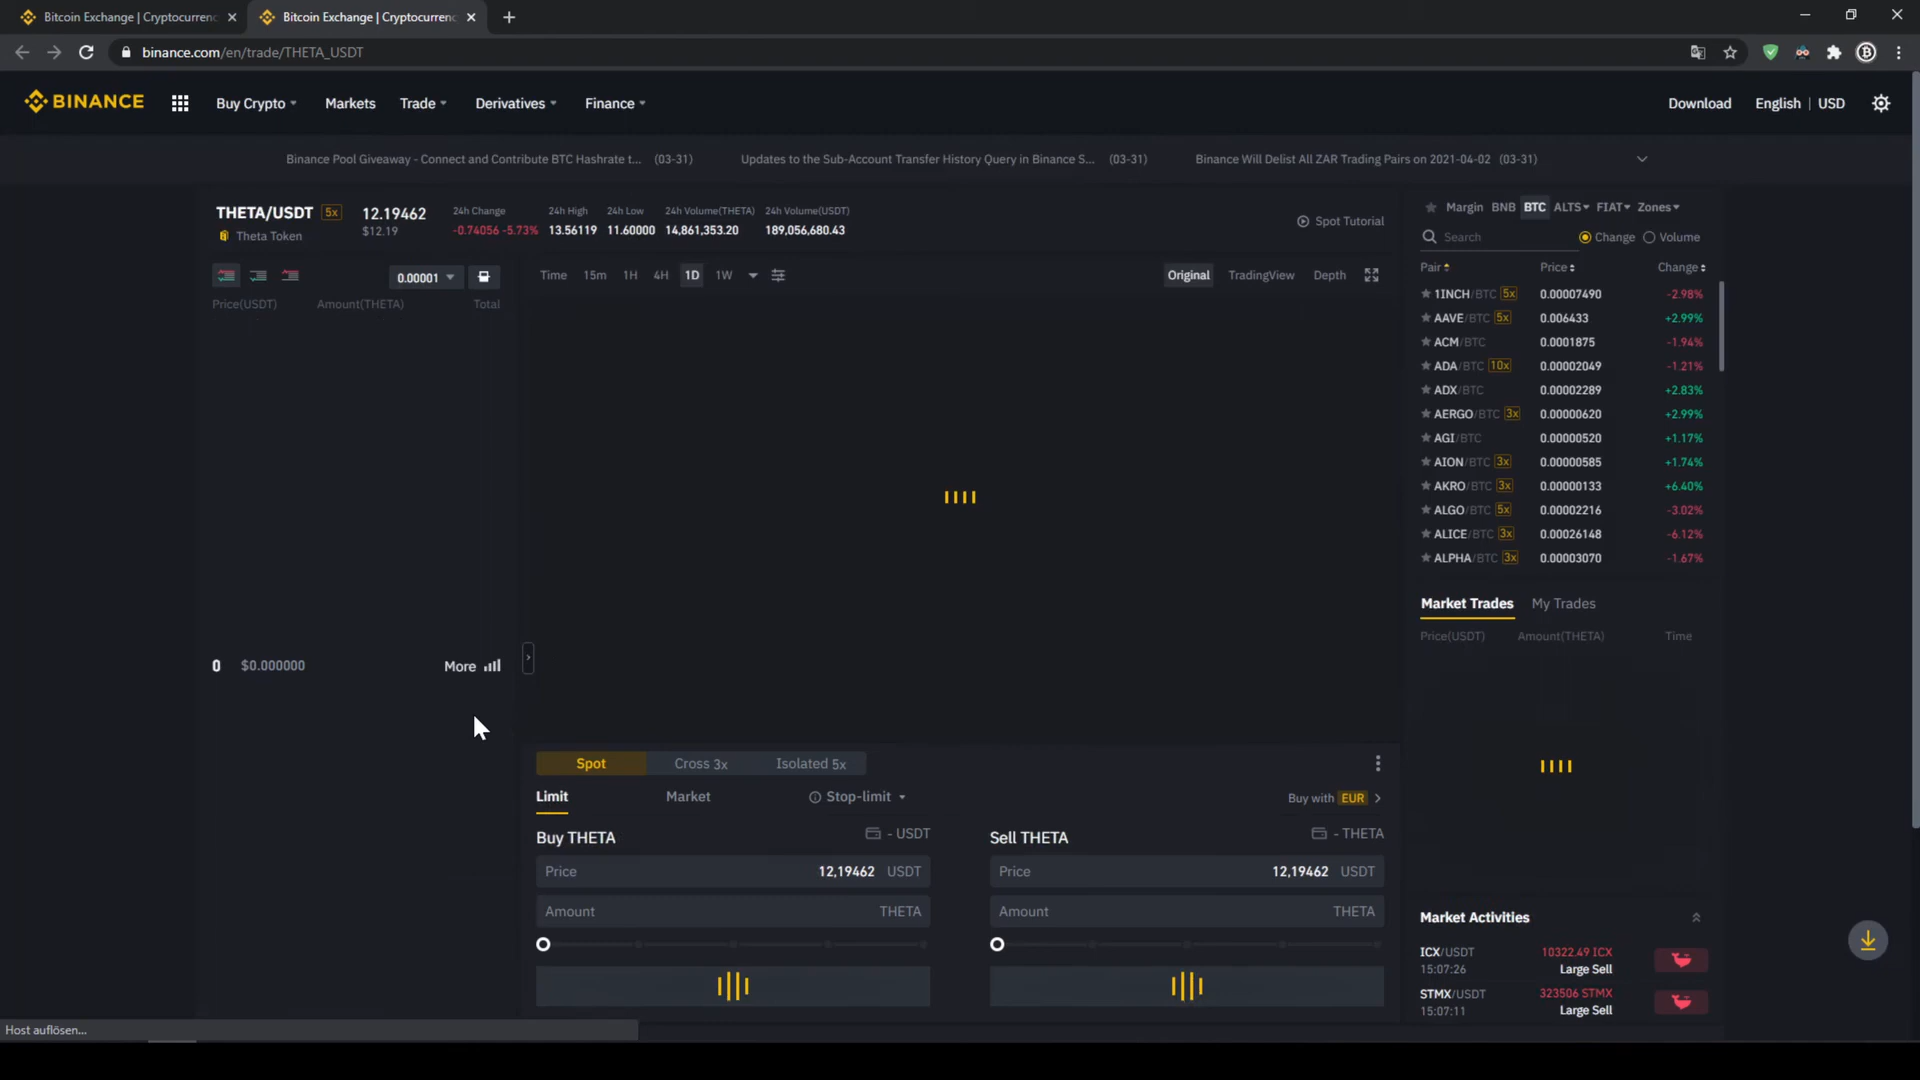 Bitcoin Exchange | Cryptocurrenc
Bitcoin Exchange | Cryptocurrenc
binance.com/en/trade/THETA_USDT
BINANCE
Buy Crypto
Markets
Trade
Derivatives
Finance
Download
English | USD
Binance Pool Giveaway - Connect and Contribute BTC Hashrate t... (03-31)
Updates to the Sub-Account Transfer History Query in Binance S... (03-31)
Binance Will Delist All ZAR Trading Pairs on 2021-04-02 (03-31)
THETA/USDT 5x
Theta Token
12.19462
$12.19
24h Change
-0.74056 -5.73%
24h High
13.56119
24h Low
11.60000
24h Volume(THETA)
14,861,353.20
24h Volume(USDT)
189,056,680.43
Spot Tutorial
0.00001
Price(USDT) Amount(THETA) Total
0 $0.000000 More
Time 15m 1H 4H 1D 1W
Original TradingView Depth
Spot Cross 3x Isolated 5x
Limit Market Stop-limit
Buy with EUR
Buy THETA - USDT
Price 12,19462 USDT
Amount THETA
Sell THETA - THETA
Price 12,19462 USDT
Amount THETA
Margin BNB BTC ALTS FIAT Zones
Search Change Volume
Pair Price Change
1INCH/BTC 5x 0.00007490 -2.98%
AAVE/BTC 5x 0.006433 +2.99%
ACM/BTC 0.0001875 -1.94%
ADA/BTC 10x 0.00002049 -1.21%
ADX/BTC 0.00002289 +2.83%
AERGO/BTC 3x 0.00000620 +2.99%
AGI/BTC 0.00000520 +1.17%
AION/BTC 3x 0.00000585 +1.74%
AKRO/BTC 3x 0.00000133 +6.40%
ALGO/BTC 5x 0.00002216 -3.02%
ALICE/BTC 3x 0.00026148 -6.12%
ALPHA/BTC 3x 0.00003070 -1.67%
Market Trades My Trades
Price(USDT) Amount(THETA) Time
Market Activities
ICX/USDT 10322.49 ICX
15:07:26 Large Sell
STMX/USDT 323506 STMX
15:07:11 Large Sell
Host auflösen...